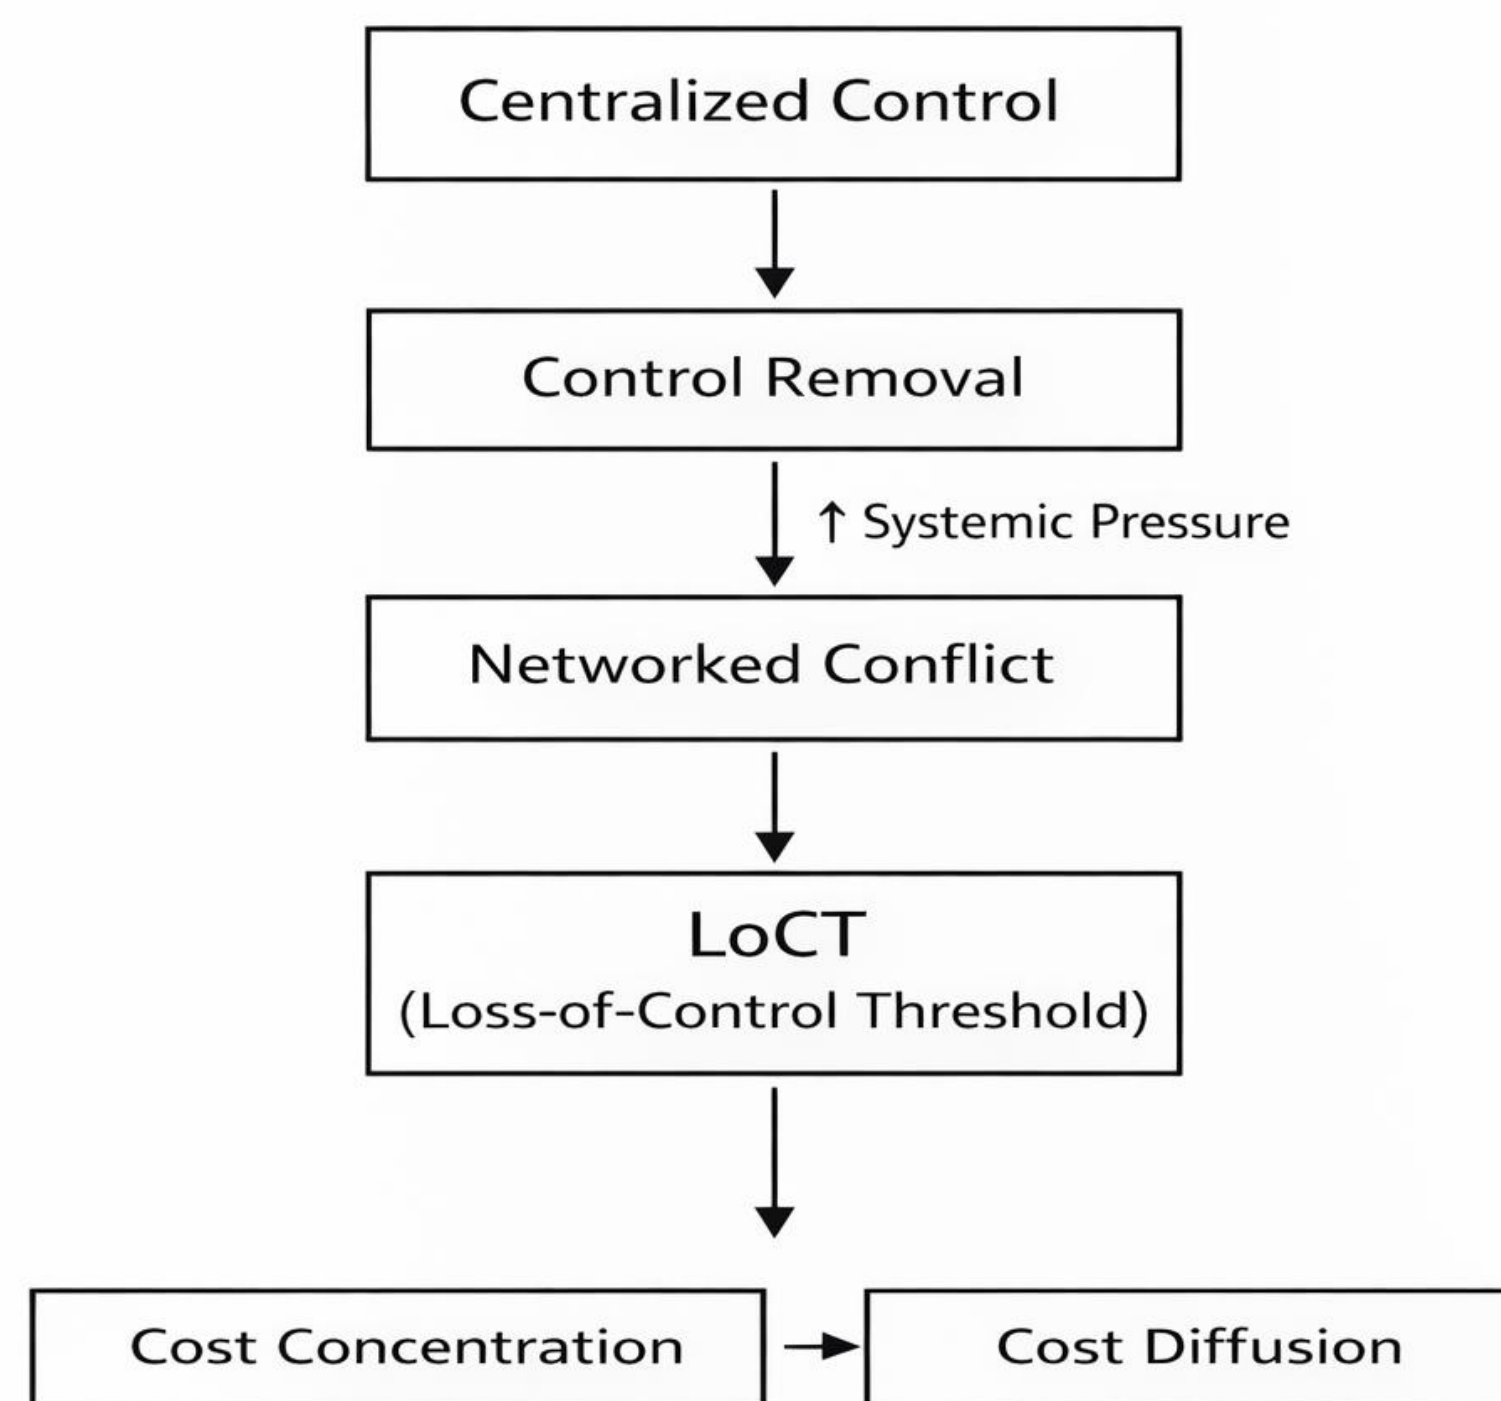 Centralized Control
Control Removal
↑ Systemic Pressure
Networked Conflict
LoCT
(Loss-of-Control Threshold)
Cost Concentration
Cost Diffusion